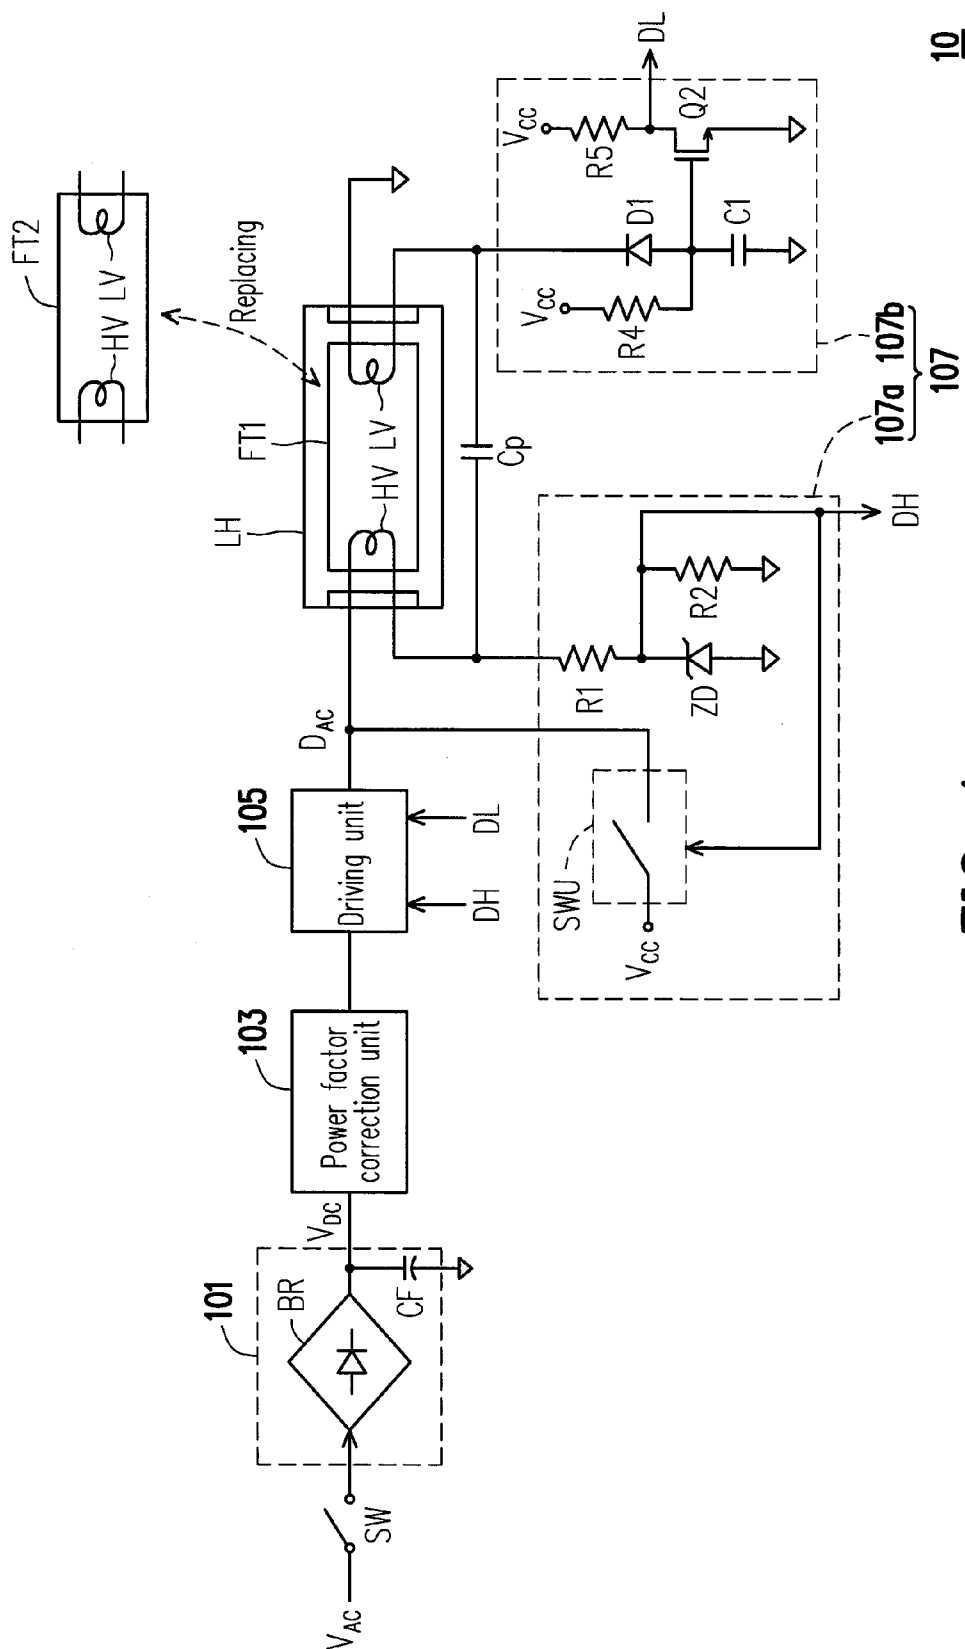 FT2
HV LV
Replacing
LH
FT1
HV LV
Cp
101
BR
VAC
SW
CF
VDC
103
Power factor
correction unit
105
Driving unit
DH
DL
DAC
SWU
VCC
R1
ZD
R2
DH
VCC
R4
D1
C1
VCC
R5
Q2
DL
107a 107b
107
10